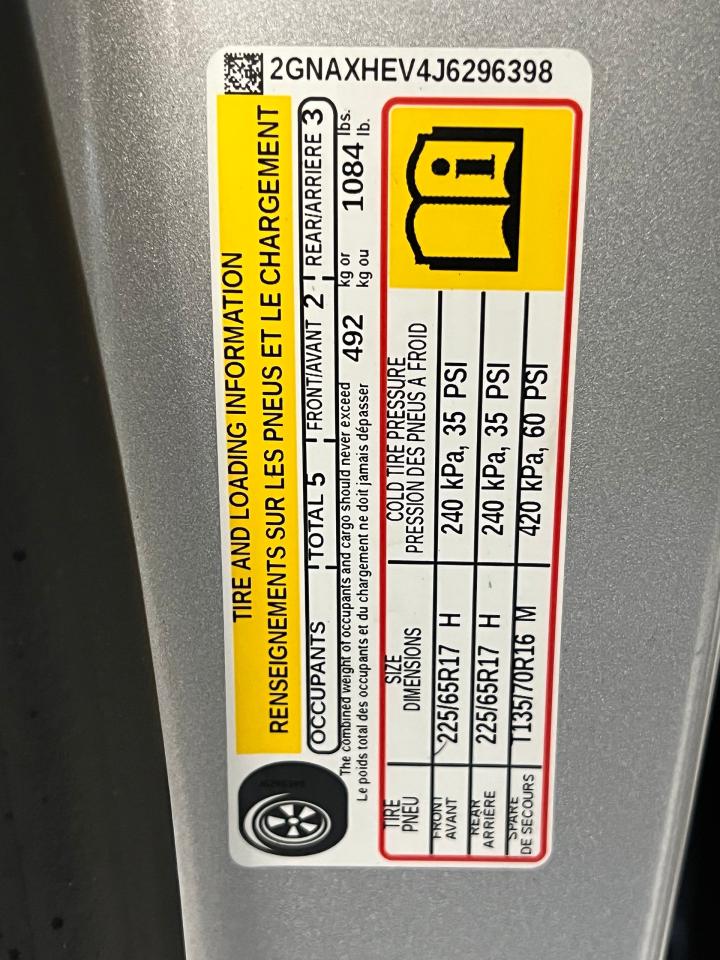 2GNAXHEV4J6296398
TIRE AND LOADING INFORMATION
RENSEIGNEMENTS SUR LES PNEUS ET LE CHARGEMENT
OCCUPANTS TOTAL 5 FRONT/AVANT 2 REAR/ARRIÈRE 3
The combined weight of occupants and cargo should never exceed 492 kg or 1084 lbs.
Le poids total des occupants et du chargement ne doit jamais dépasser kg ou lb.
TIRE SIZE COLD TIRE PRESSURE
PNEU DIMENSIONS PRESSION DES PNEUS À FROID
FRONT
AVANT 225/65R17 H 240 kPa, 35 PSI
REAR
ARRIÈRE 225/65R17 H 240 kPa, 35 PSI
SPARE
DE SECOURS T135/70R16 M 420 kPa, 60 PSI